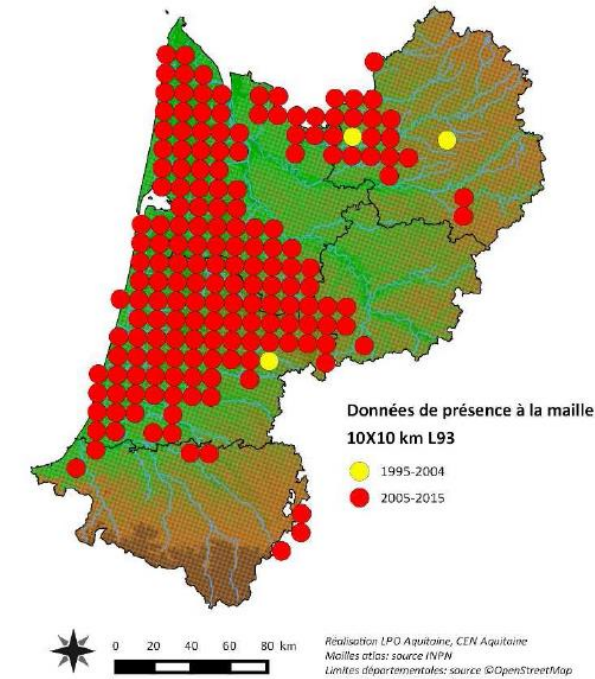 Données de présence à la maille
10X10 km L93
1995-2004
2005-2015
0 20 40 60 80 km
Réalisation LPO Aquitaine, CEN Aquitaine
Mailles atlas: source INPN
Limites départementales: source ©OpenStreetMap